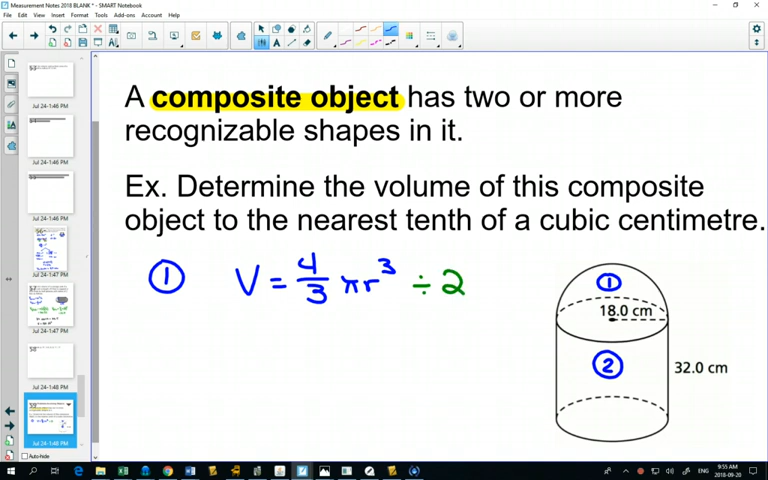 Measurement Notes 2018 BLANK * - SMART Notebook
File Edit View Insert Format Tools Add-ons Account Help
Jul 24-1:46 PM
Jul 24-1:46 PM
Jul 24-1:46 PM
Jul 24-1:47 PM
Jul 24-1:47 PM
Jul 24-1:48 PM
Jul 24-1:48 PM
Auto-hide
A composite object has two or more
recognizable shapes in it.
Ex. Determine the volume of this composite
object to the nearest tenth of a cubic centimetre.
① V = 4/3 πr³ ÷ 2
①
18.0 cm
②
32.0 cm
ENG
9:55 AM
2018-09-20